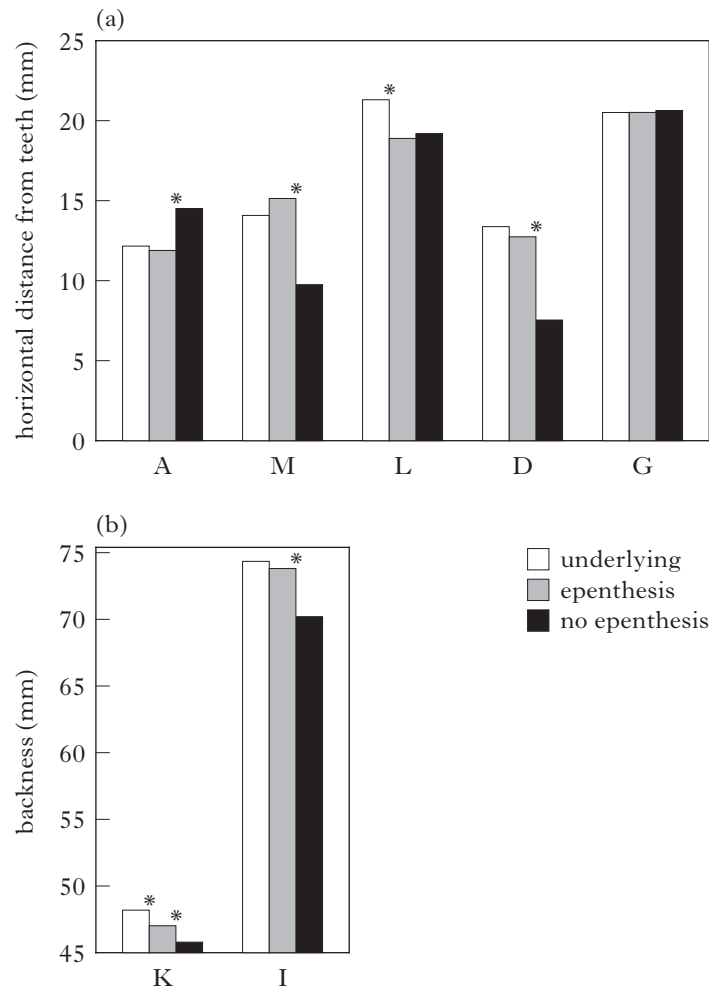 (a)
horizontal distance from teeth (mm)
25
20
15
10
5
0
* * * *
A M L D G
(b)
backness (mm)
75
70
65
60
55
50
45
* * *
K I
underlying
epenthesis
no epenthesis